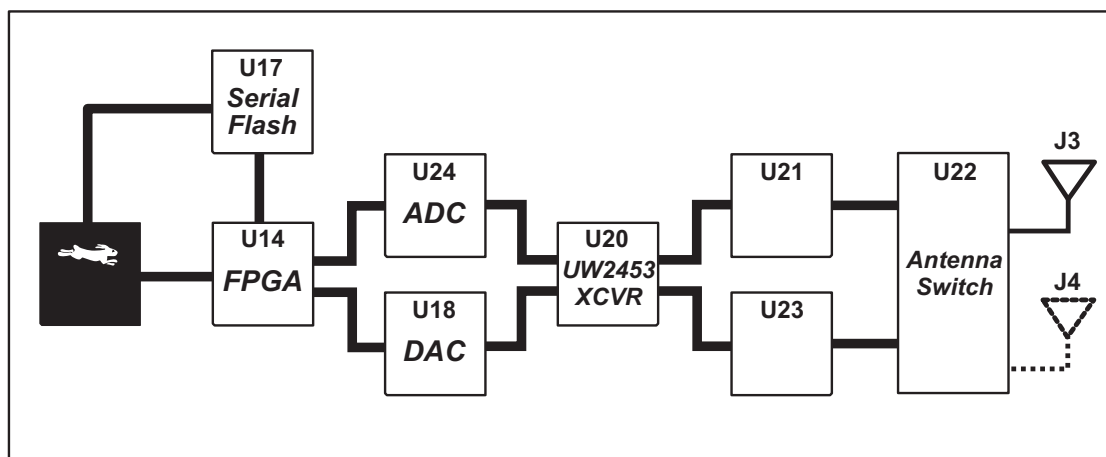 U17
Serial
Flash
J3
U24
ADC
U21
U22
U14
FPGA
U20
UW2453
XCVR
Antenna
Switch
J4
U18
DAC
U23